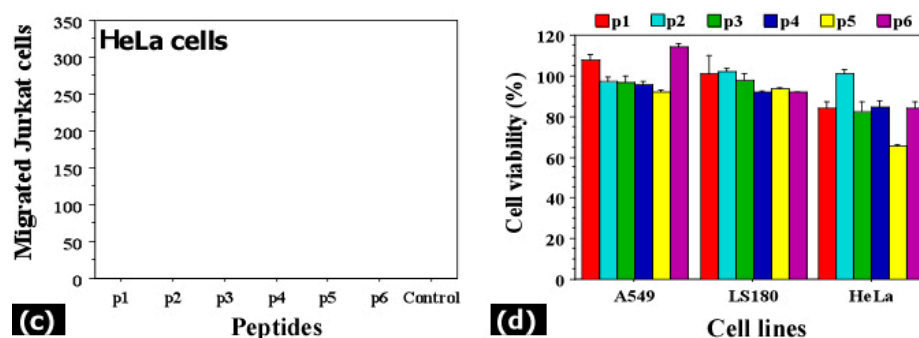 HeLa cells
Migrated Jurkat cells
350
300
250
200
150
100
50
0
p1 p2 p3 p4 p5 p6 Control
Peptides
(c)
p1 p2 p3 p4 p5 p6
Cell viability (%)
120
100
80
60
40
20
0
A549 LS180 HeLa
Cell lines
(d)